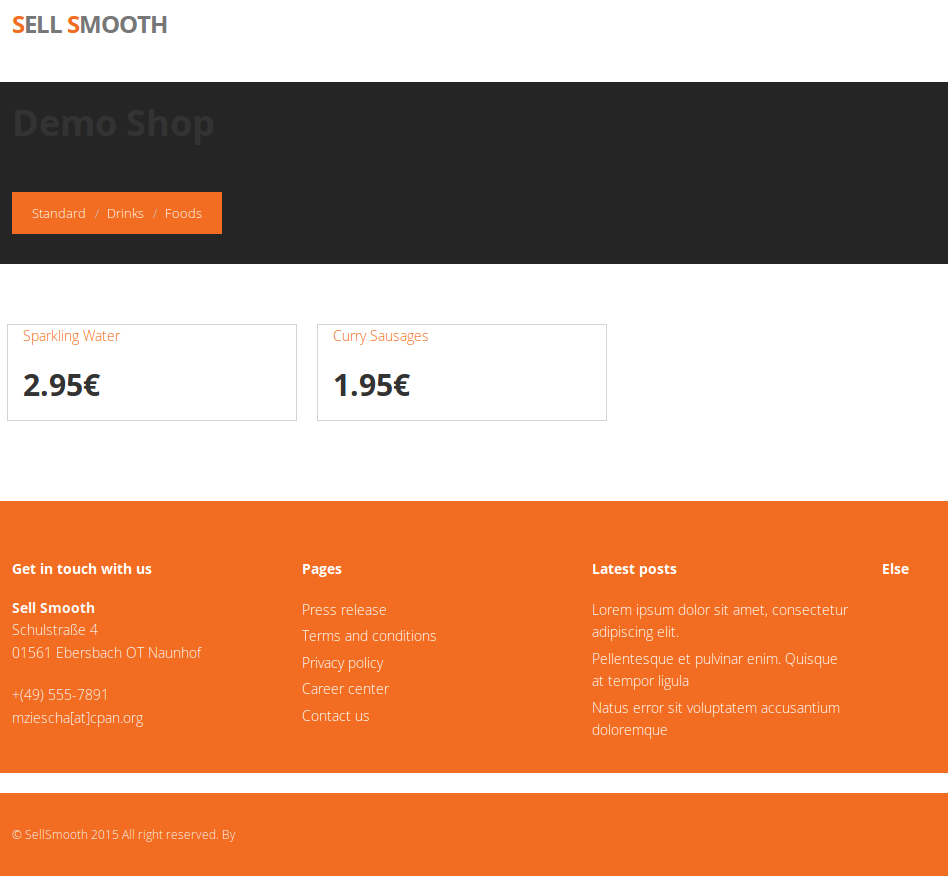 SELL SMOOTH
Demo Shop
Standard / Drinks / Foods
Sparkling Water
2.95€
Curry Sausages
1.95€
Get in touch with us
Sell Smooth
Schulstraße 4
01561 Ebersbach OT Naunhof
+(49) 555-7891
mziescha[at]cpan.org
Pages
Press release
Terms and conditions
Privacy policy
Career center
Contact us
Latest posts
Lorem ipsum dolor sit amet, consectetur
adipiscing elit.
Pellentesque et pulvinar enim. Quisque
at tempor ligula
Natus error sit voluptatem accusantium
doloremque
Else
© SellSmooth 2015 All right reserved. By